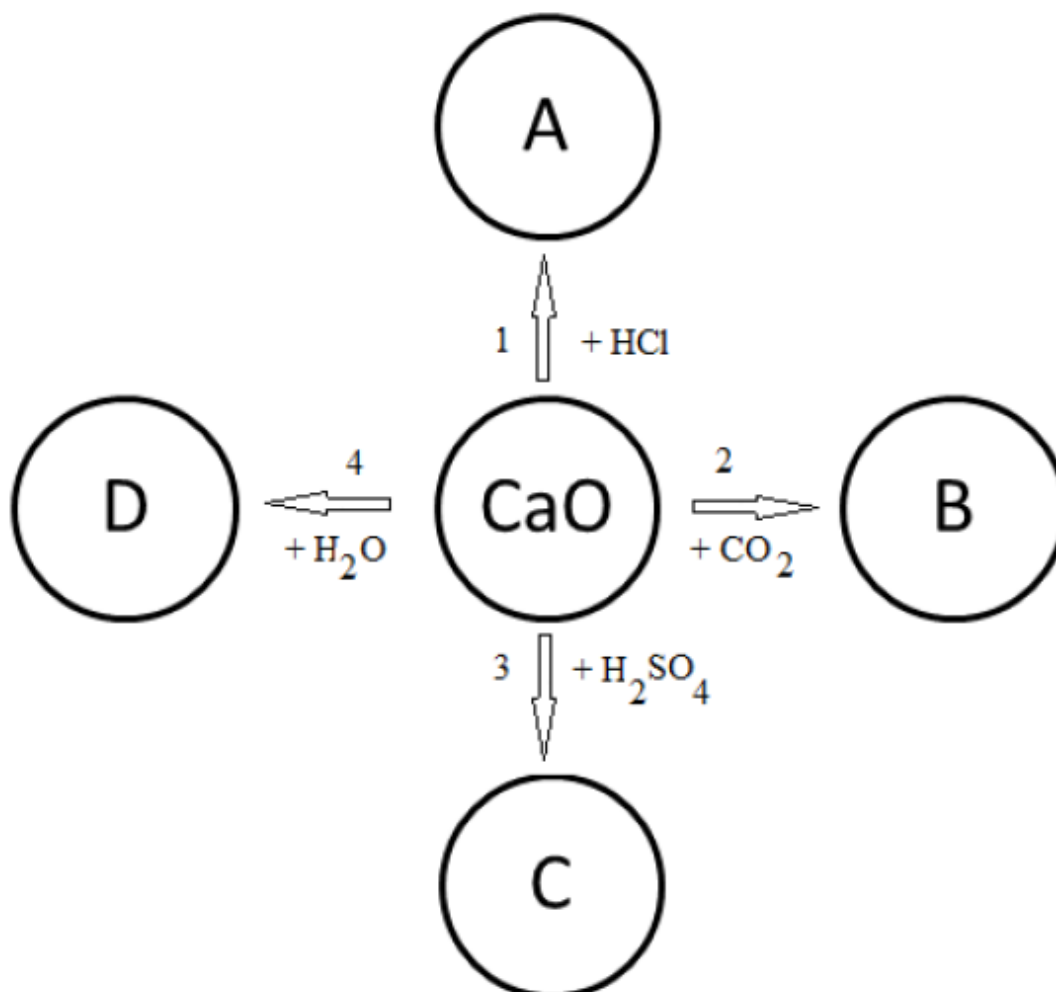 A
1 + HCl
D
4
+ H₂O
CaO
2
+ CO₂
B
3 + H₂SO₄
C